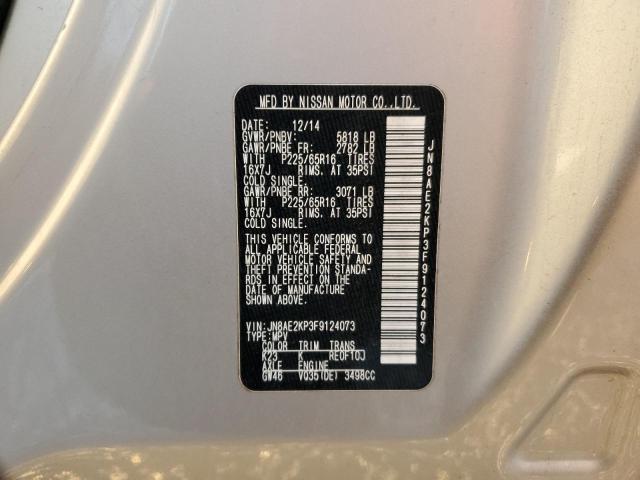 MFD BY NISSAN MOTOR CO.,LTD.
DATE: 12/14
GVWR/PNBV: 5818 LB
GAWR/PNBE FR: 2782 LB
WITH P225/65R16 TIRES
16X7J RIMS. AT 35PSI
COLD SINGLE.
GAWR/PNBE RR: 3071 LB
WITH P225/65R16 TIRES
16X7J RIMS. AT 35PSI
COLD SINGLE.
THIS VEHICLE CONFORMS TO
ALL APPLICABLE FEDERAL
MOTOR VEHICLE SAFETY AND
THEFT PREVENTION STANDA-
RDS IN EFFECT ON THE
DATE OF MANUFACTURE
SHOWN ABOVE.
VIN: JN8AE2KP3F9124073
TYPE: MPV
COLOR TRIM TRANS
K23 K RE0F10J
AXLE ENGINE
GW46 VQ35(DE) 3498CC
JN8AE2KP3F9124073